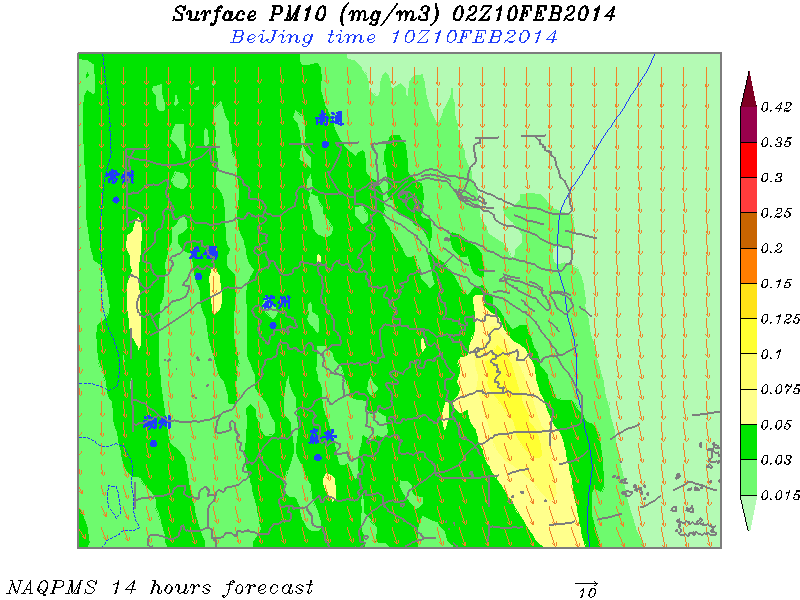 Surface PM10 (mg/m3) 02Z10FEB2014
BeiJing time 10Z10FEB2014
南通
常州
无锡
苏州
湖州
嘉兴
0.42
0.35
0.3
0.25
0.2
0.15
0.125
0.1
0.075
0.05
0.03
0.015
NAQPMS 14 hours forecast
10